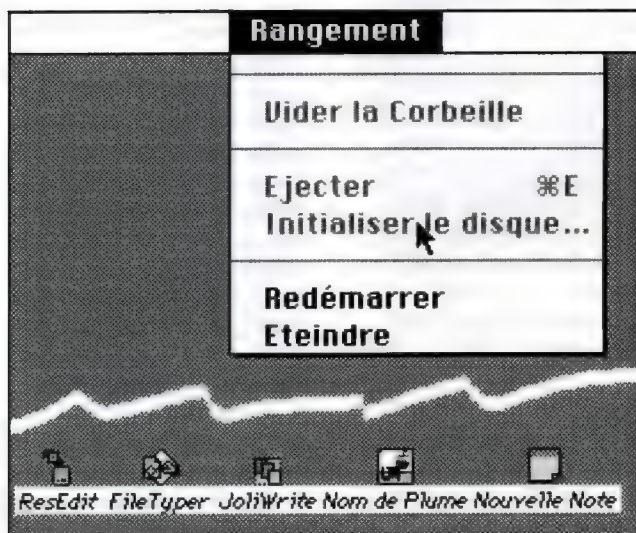 Rangement
Vider la Corbeille
Ejecter ⌘E
Initialiser le disque...
Redémarrer
Eteindre
ResEdit FileTyper JoliWrite Nom de Plume Nouvelle Note